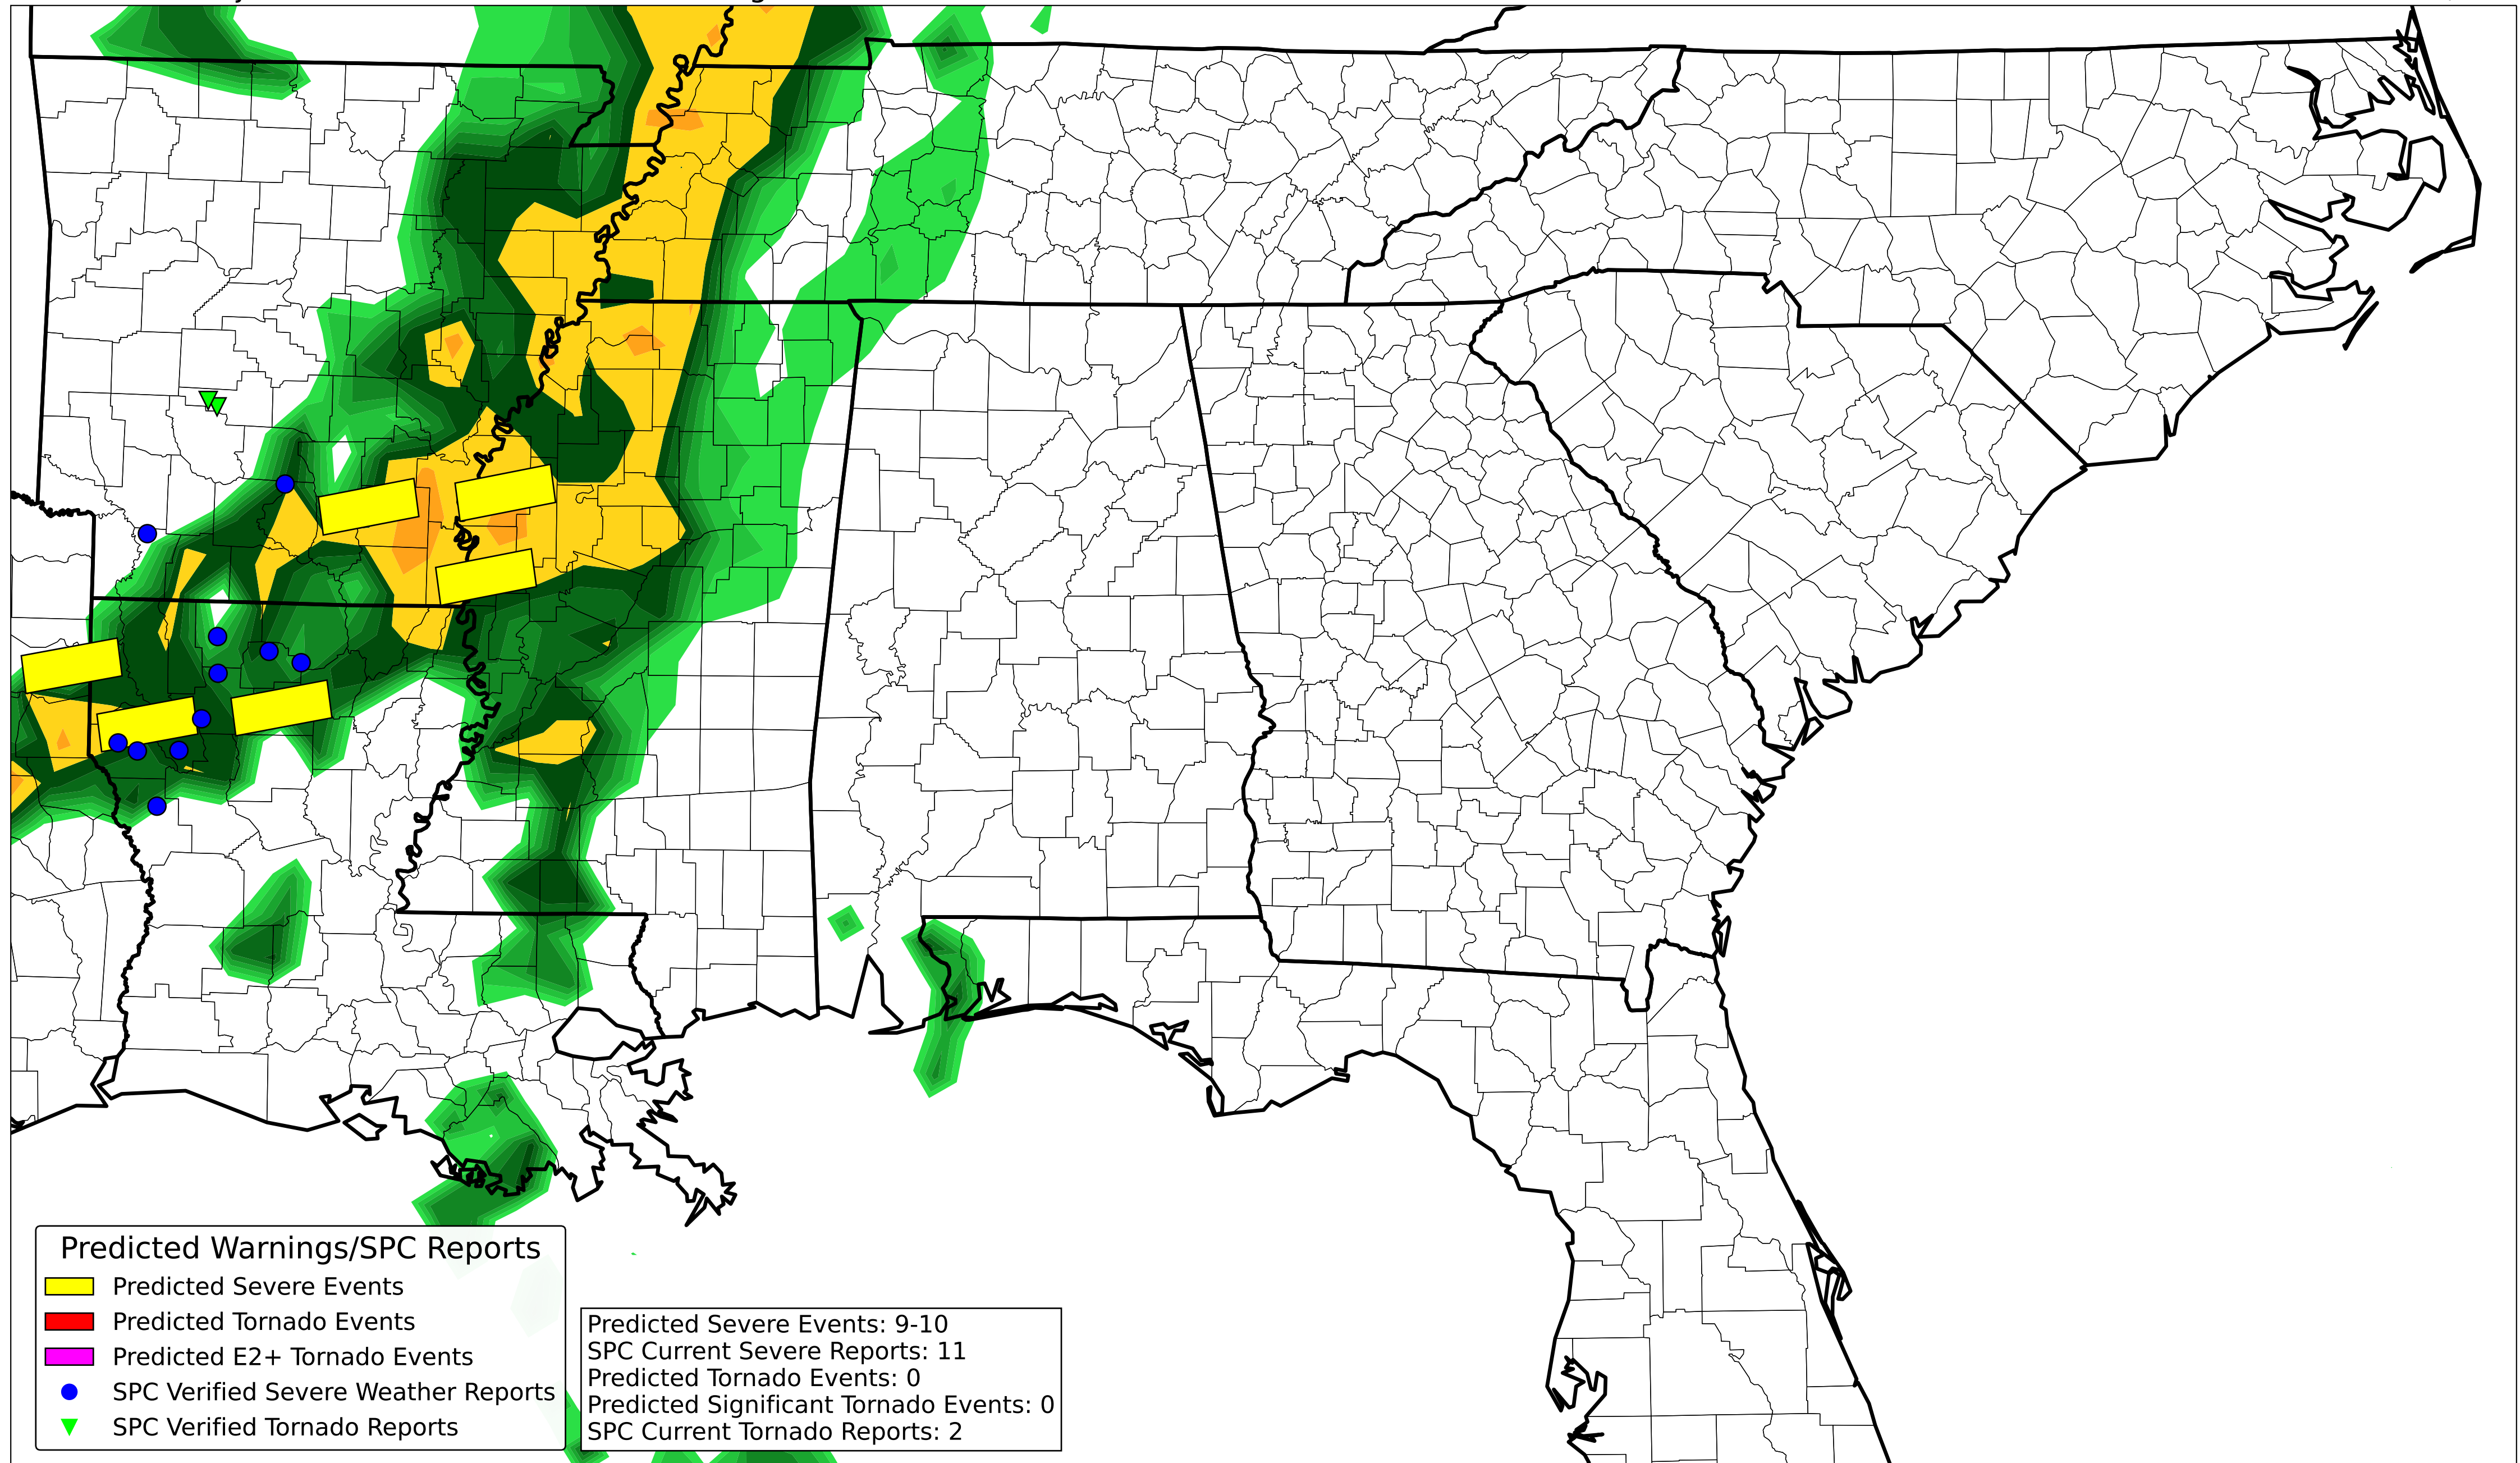 Predicted Warnings/SPC Reports
Predicted Severe Events
Predicted Tornado Events
Predicted E2+ Tornado Events
SPC Verified Severe Weather Reports
SPC Verified Tornado Reports
Predicted Severe Events: 9-10
SPC Current Severe Reports: 11
Predicted Tornado Events: 0
Predicted Significant Tornado Events: 0
SPC Current Tornado Reports: 2